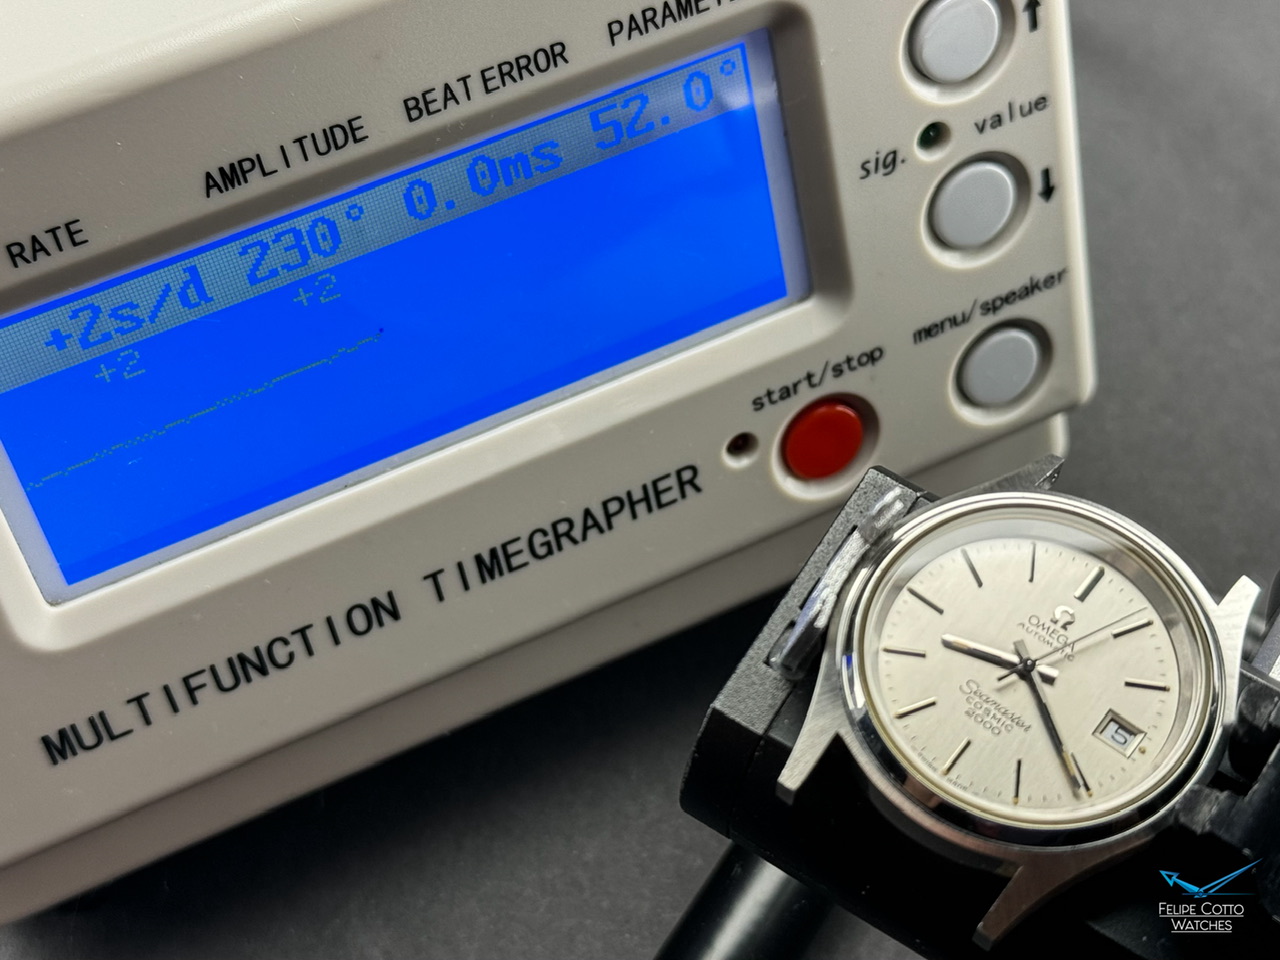 RATE AMPLITUDE BEAT ERROR
+2s/d 230° 0.0ms 52.0°
+2 +2
value
sig.
menu/speaker
start/stop
MULTIFUNCTION TIMEGRAPHER
Ω
OMEGA
AUTOMATIC
Seamaster
COSMIC
2000
5
FELIPE COTTO
WATCHES